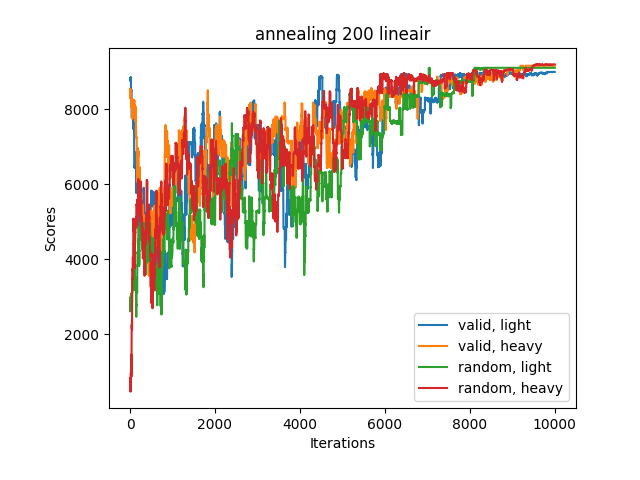 annealing 200 lineair
Scores
8000
6000
4000
2000
valid, light
valid, heavy
random, light
random, heavy
0
2000
4000
6000
8000
10000
Iterations